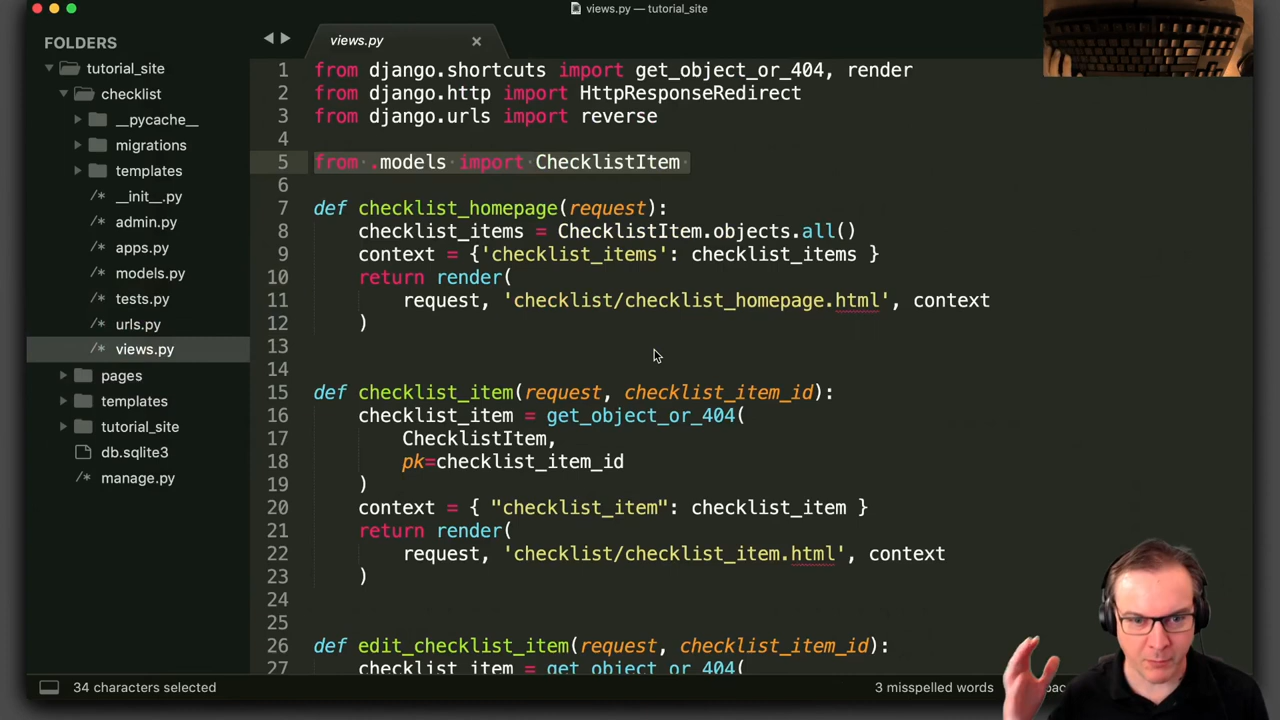 views.py — tutorial_site
FOLDERS
tutorial_site
checklist
__pycache__
migrations
templates
/* __init__.py
/* admin.py
/* apps.py
/* models.py
/* tests.py
/* urls.py
/* views.py
pages
templates
tutorial_site
db.sqlite3
/* manage.py
views.py ×
1 from django.shortcuts import get_object_or_404, render
2 from django.http import HttpResponseRedirect
3 from django.urls import reverse
4
5 from .models import ChecklistItem
6
7 def checklist_homepage(request):
8 checklist_items = ChecklistItem.objects.all()
9 context = {'checklist_items': checklist_items }
10 return render(
11 request, 'checklist/checklist_homepage.html', context
12 )
13
14
15 def checklist_item(request, checklist_item_id):
16 checklist_item = get_object_or_404(
17 ChecklistItem,
18 pk=checklist_item_id
19 )
20 context = { "checklist_item": checklist_item }
21 return render(
22 request, 'checklist/checklist_item.html', context
23 )
24
25
26 def edit_checklist_item(request, checklist_item_id):
27 checklist_item = get_object_or_404(
34 characters selected
3 misspelled words